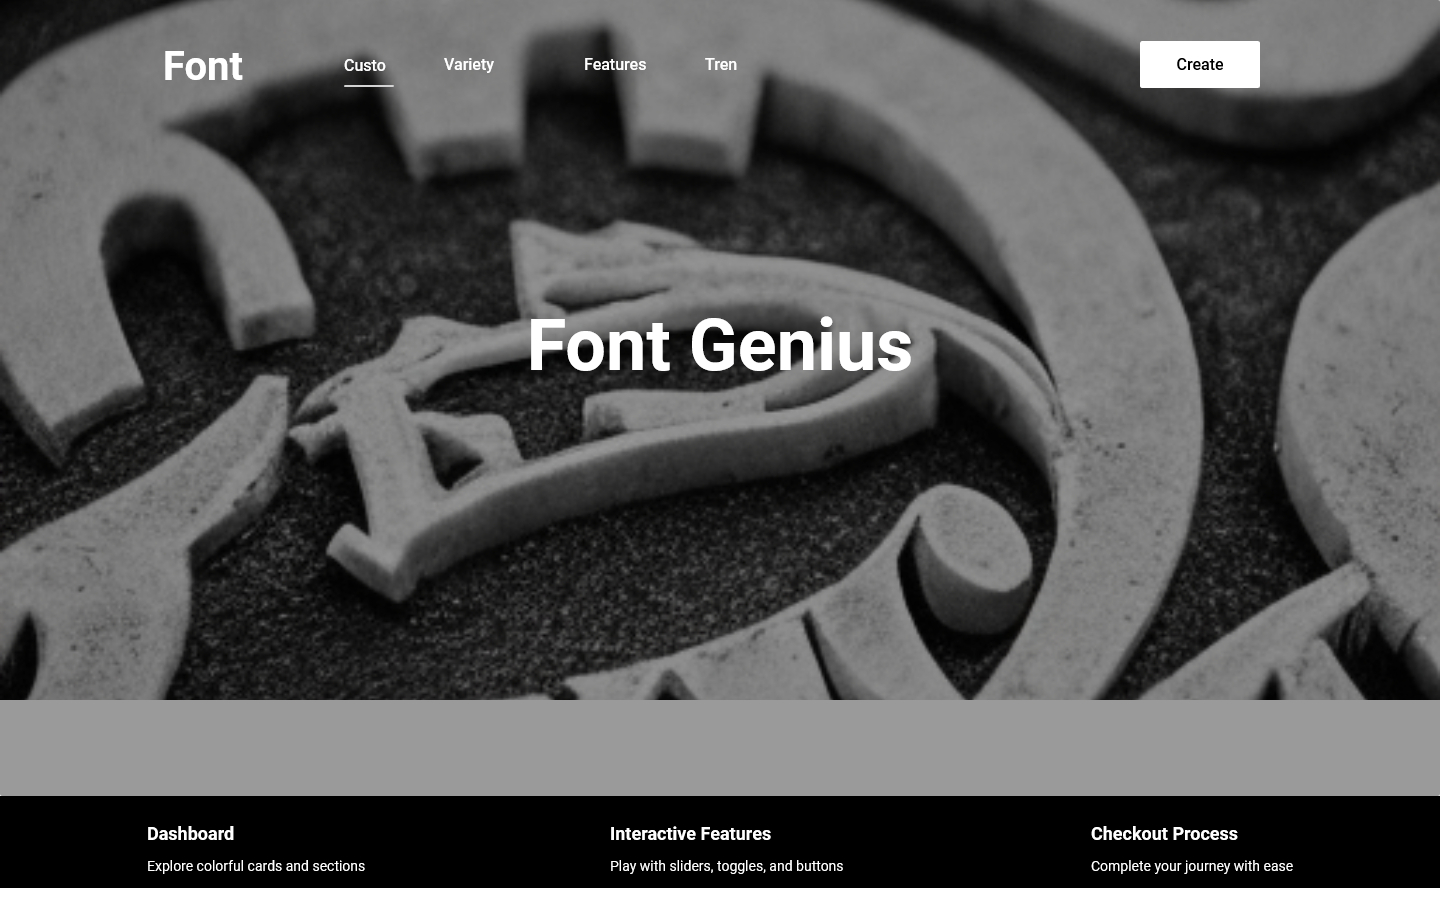 Font
Custo
Variety
Features
Tren
Create
Font Genius
Dashboard
Explore colorful cards and sections
Interactive Features
Play with sliders, toggles, and buttons
Checkout Process
Complete your journey with ease